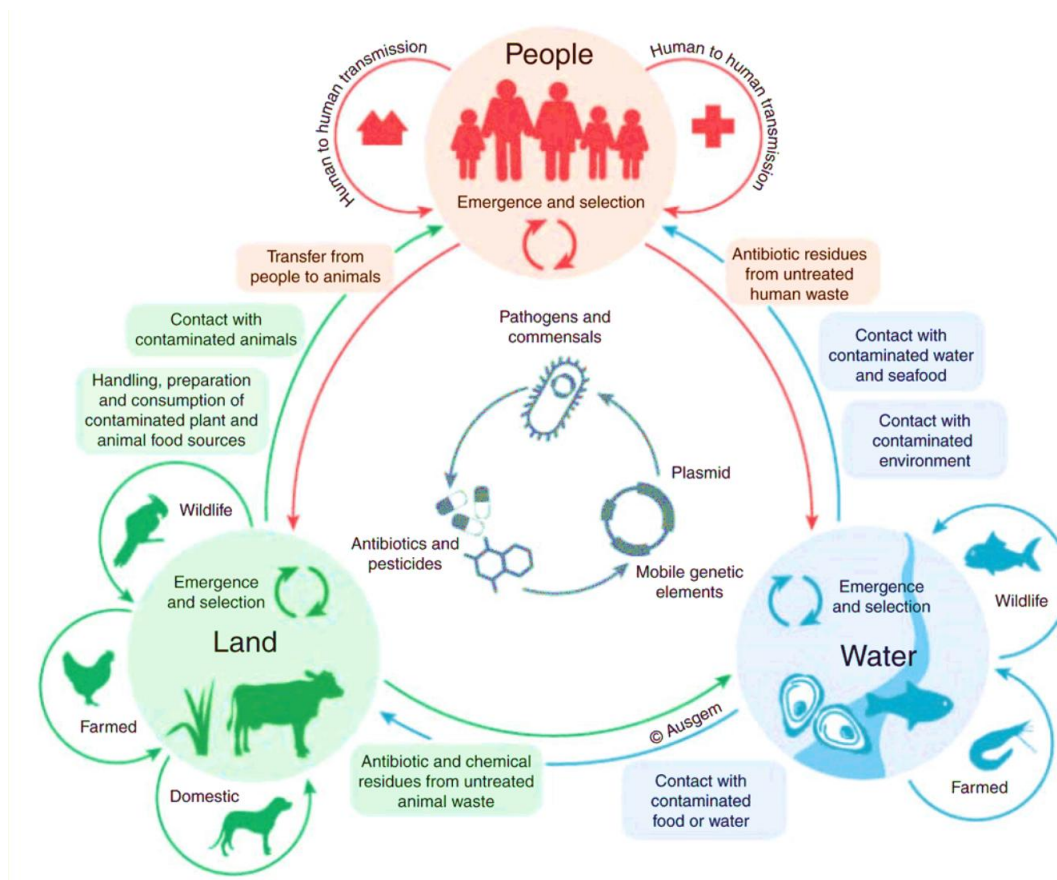 People
Human to human transmission
Human to human transmission
Emergence and selection
Transfer from
people to animals
Antibiotic residues
from untreated
human waste
Contact with
contaminated animals
Pathogens and
commensals
Contact with
contaminated water
and seafood
Handling, preparation
and consumption of
contaminated plant and
animal food sources
Contact with
contaminated
environment
Plasmid
Wildlife
Antibiotics and
pesticides
Mobile genetic
elements
Emergence
and selection
Land
Emergence
and selection
Water
Wildlife
Farmed
Domestic
© Ausgem
Antibiotic and chemical
residues from untreated
animal waste
Contact with
contaminated
food or water
Farmed